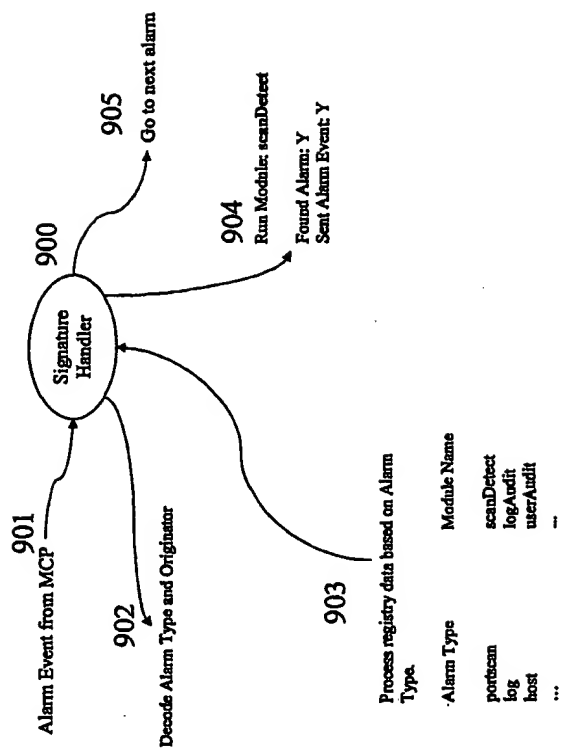 Alarm Event from MCP
901
902
Decode Alarm Type and Originator
Signature
Handler
900
905
Go to next alarm
904
Run Module: scanDetect
Found Alarm: Y
Sent Alarm Event: Y
903
Process registry data based on Alarm
Type.
Alarm Type Module Name
portscan scanDetect
log logAudit
host userAudit
... ...